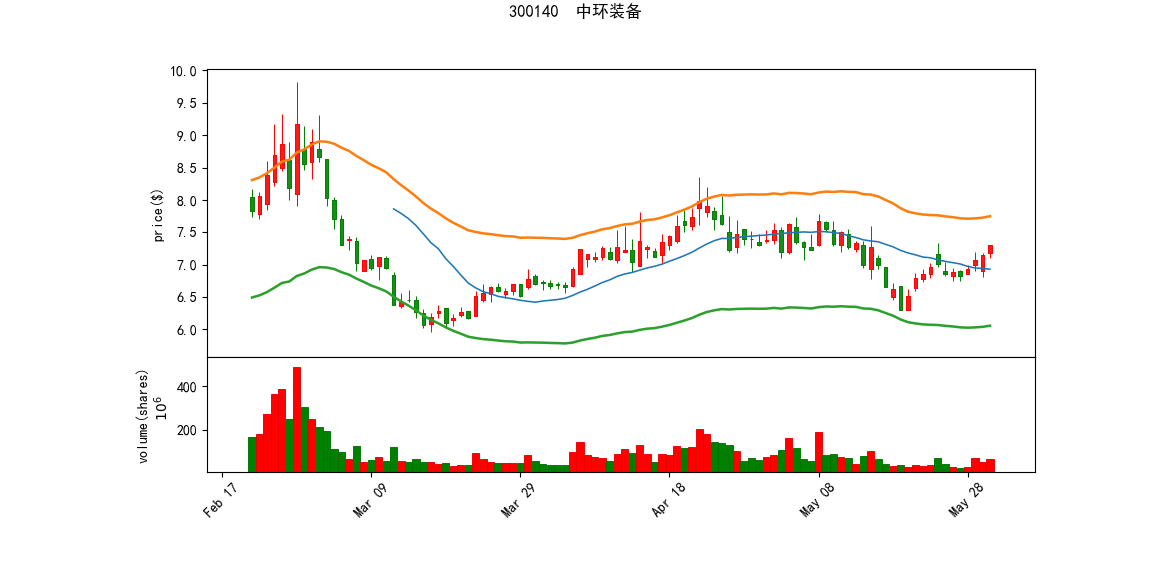 300140  中环装备
10.0
9.5
9.0
8.5
8.0
7.5
7.0
6.5
6.0
price($)
400
200
volume(shares)
10^6
Feb 17
Mar 09
Mar 29
Apr 18
May 08
May 28